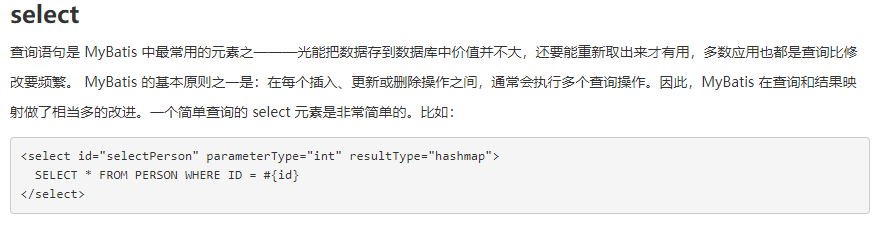 select
查询语句是 MyBatis 中最常用的元素之一——光能把数据存到数据库中价值并不大，还要能重新取出来才有用，多数应用也都是查询比修
改要频繁。 MyBatis 的基本原则之一是：在每个插入、更新或删除操作之间，通常会执行多个查询操作。因此，MyBatis 在查询和结果映
射做了相当多的改进。一个简单查询的 select 元素是非常简单的。比如：
<select id="selectPerson" parameterType="int" resultType="hashmap">
  SELECT * FROM PERSON WHERE ID = #{id}
</select>